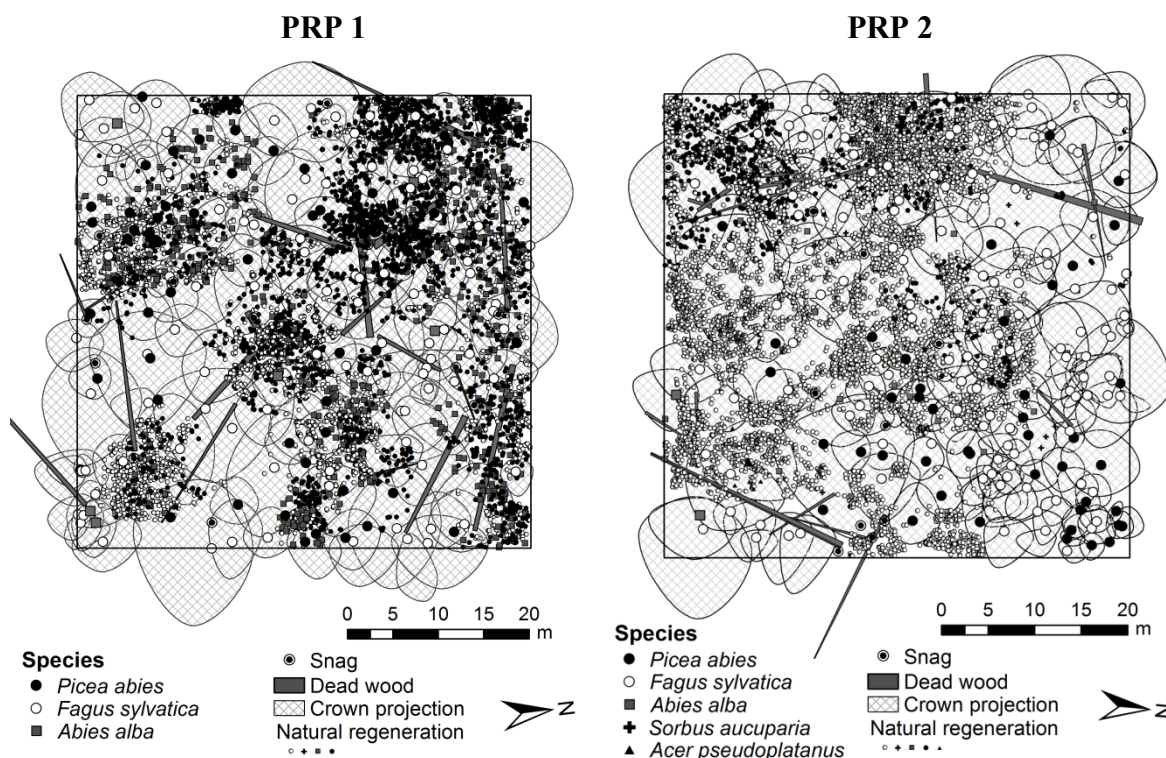 PRP 1
PRP 2
0 5 10 15 20
m
Species
Picea abies
Fagus sylvatica
Abies alba
Snag
Dead wood
Crown projection
Natural regeneration
N
0 5 10 15 20
m
Species
Picea abies
Fagus sylvatica
Abies alba
Sorbus aucuparia
Acer pseudoplatanus
Snag
Dead wood
Crown projection
Natural regeneration
N